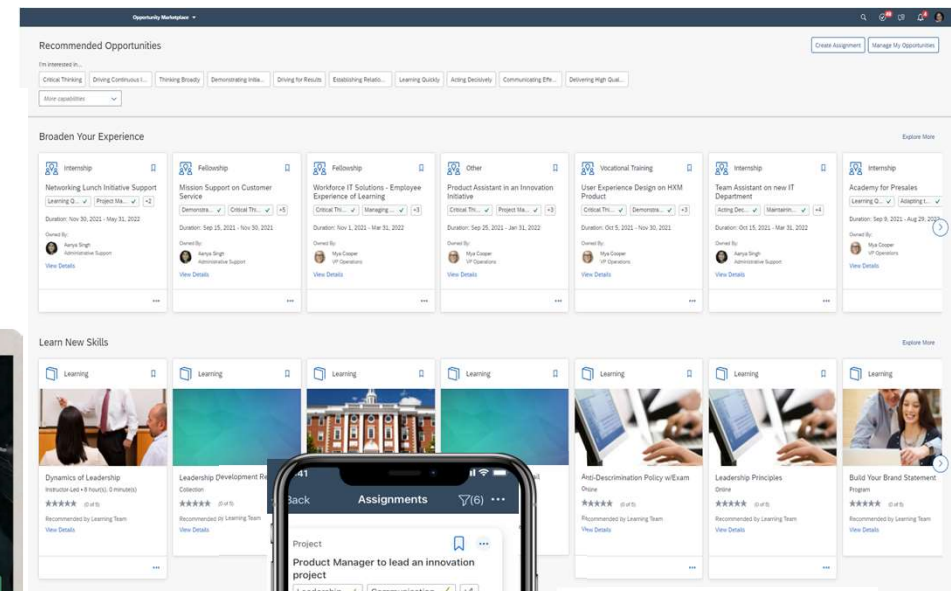 Opportunity Marketplace
Recommended Opportunities
Create Assignment
Manage My Opportunities
I'm interested in...
Critical Thinking
Driving Continuous I...
Thinking Broadly
Demonstrating Initia...
Driving for Results
Establishing Relatio...
Learning Quickly
Acting Decisively
Communicating Effe...
Delivering High Qual...
More capabilities
Broaden Your Experience
Explore More
Internship
Networking Lunch Initiative Support
Learning Q...
Project Ma...
+2
Duration: Nov 30, 2021 - May 31, 2022
Owned By:
Aanya Singh
Administrative Support
View Details
Fellowship
Mission Support on Customer
Service
Demonstra...
Critical Thi...
+5
Duration: Sep 15, 2021 - Nov 30, 2021
Owned By:
Aanya Singh
Administrative Support
View Details
Fellowship
Workforce IT Solutions - Employee
Experience of Learning
Critical Thi...
Managing ...
+3
Duration: Nov 1, 2021 - Mar 31, 2022
Owned By:
Mya Cooper
VP Operations
View Details
Other
Product Assistant in an Innovation
Initiative
Critical Thi...
Project Ma...
+3
Duration: Sep 25, 2021 - Jan 31, 2022
Owned By:
Mya Cooper
VP Operations
View Details
Vocational Training
User Experience Design on HXM
Product
Critical Thi...
Demonstra...
+3
Duration: Oct 5, 2021 - Nov 30, 2021
Owned By:
Mya Cooper
VP Operations
View Details
Internship
Team Assistant on new IT
Department
Acting Dec...
Maintainin...
+4
Duration: Oct 15, 2021 - Mar 31, 2022
Owned By:
Aanya Singh
Administrative Support
View Details
Internship
Academy for Presales
Learning Q...
Adapting t...
Duration: Sep 9, 2021 - Aug 29, 202
Owned By:
Mya Cooper
VP Operations
View Details
Learn New Skills
Explore More
Learning
Dynamics of Leadership
Instructor-Led • 8 hour(s), 0 minute(s)
(0 of 5)
Recommended by Learning Team
View Details
Learning
Leadership Development Re
Collection
(0 of 5)
Recommended by Learning Team
View Details
Learning
Learning
Learning
Anti-Descrimination Policy w/Exam
Online
(0 of 5)
Recommended by Learning Team
View Details
Learning
Leadership Principles
Online
(0 of 5)
Recommended by Learning Team
View Details
Learning
Build Your Brand Statement
Program
(0 of 5)
Recommended by Learning Team
View Details
:41
Back
Assignments
(6)
Project
Product Manager to lead an innovation
project
Leadership
Communication
+4